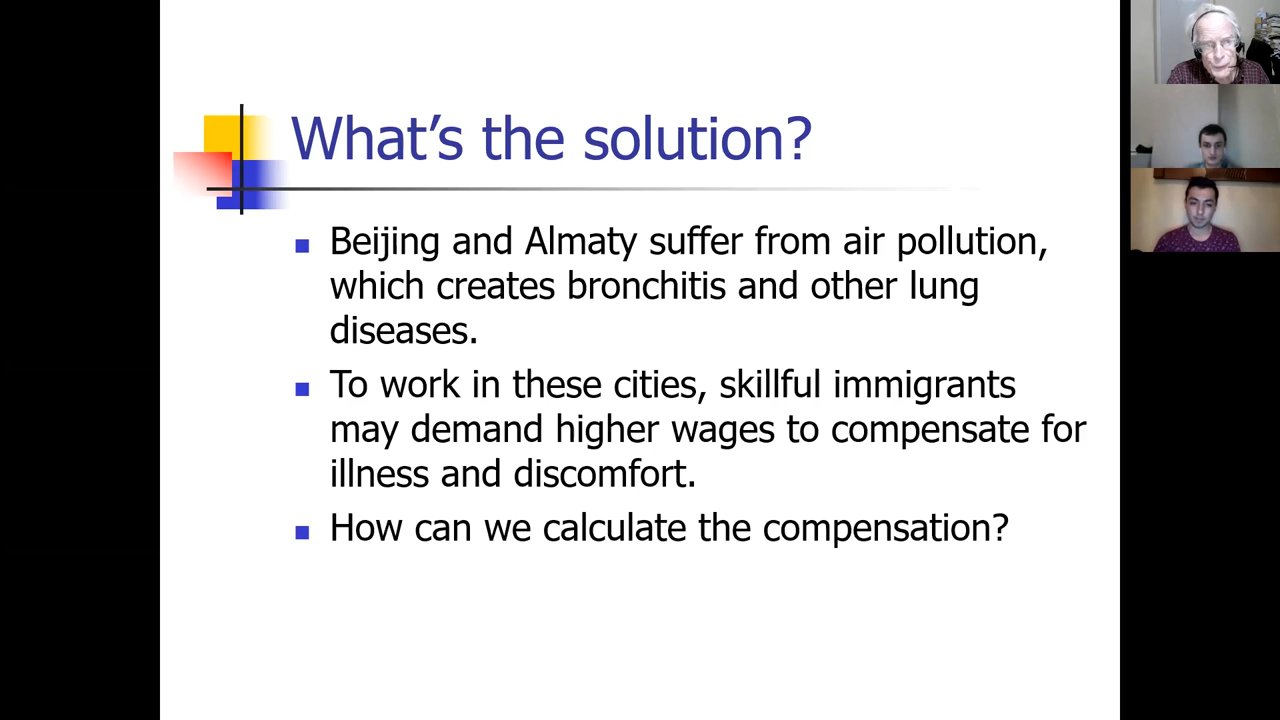 What’s the solution?
Beijing and Almaty suffer from air pollution,
which creates bronchitis and other lung
diseases.
To work in these cities, skillful immigrants
may demand higher wages to compensate for
illness and discomfort.
How can we calculate the compensation?